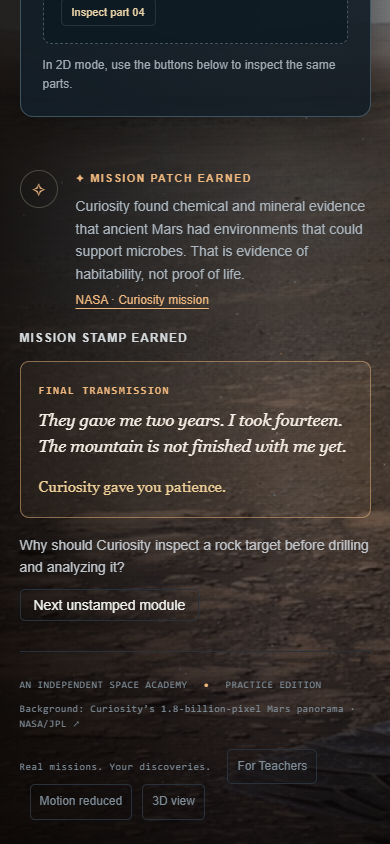 Inspect part 04
In 2D mode, use the buttons below to inspect the same
parts.
✦ MISSION PATCH EARNED
Curiosity found chemical and mineral evidence
that ancient Mars had environments that could
support microbes. That is evidence of
habitability, not proof of life.
NASA · Curiosity mission
MISSION STAMP EARNED
FINAL TRANSMISSION
They gave me two years. I took fourteen.
The mountain is not finished with me yet.
Curiosity gave you patience.
Why should Curiosity inspect a rock target before drilling
and analyzing it?
Next unstamped module
AN INDEPENDENT SPACE ACADEMY • PRACTICE EDITION
Background: Curiosity’s 1.8-billion-pixel Mars panorama ·
NASA/JPL ↗
Real missions. Your discoveries. For Teachers
Motion reduced 3D view